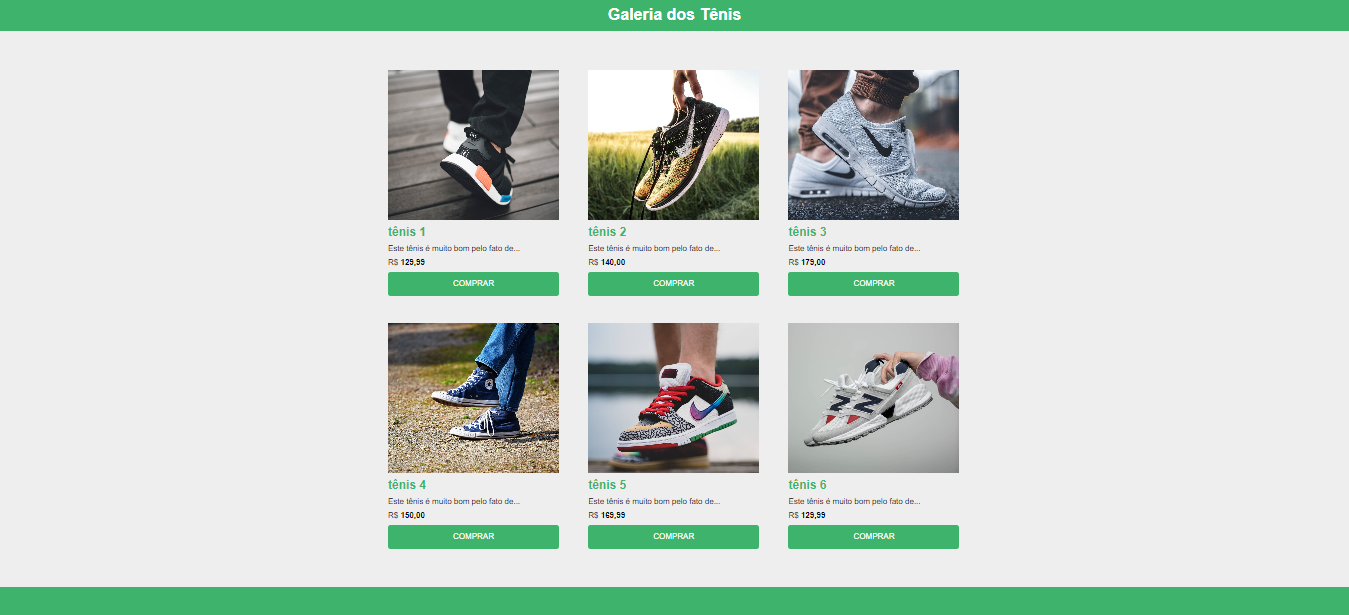 Galeria dos Tênis
tênis 1
Este tênis é muito bom pelo fato de...
R$ 129,99
COMPRAR
tênis 2
Este tênis é muito bom pelo fato de...
R$ 140,00
COMPRAR
tênis 3
Este tênis é muito bom pelo fato de...
R$ 179,00
COMPRAR
tênis 4
Este tênis é muito bom pelo fato de...
R$ 150,00
COMPRAR
tênis 5
Este tênis é muito bom pelo fato de...
R$ 169,99
COMPRAR
tênis 6
Este tênis é muito bom pelo fato de...
R$ 129,99
COMPRAR